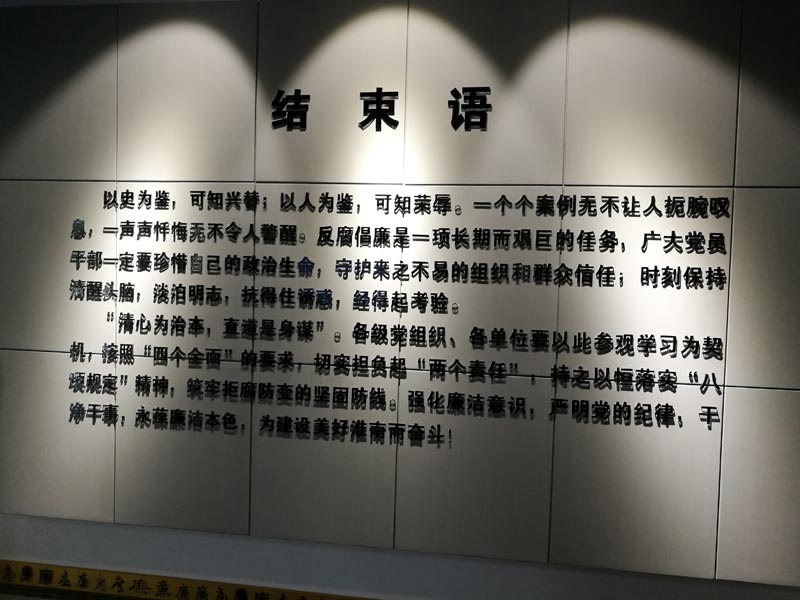 结束语
以史为鉴，可知兴替；以人为鉴，可知荣辱。一个个案例无不让人扼腕叹
息，一声声忏悔无不令人警醒。反腐倡廉是一项长期而艰巨的任务，广大党员
干部一定要珍惜自己的政治生命，守护来之不易的组织和群众信任；时刻保持
清醒头脑，淡泊明志，抗得住诱惑，经得起考验。
“清心为治本，直道是身谋”。各级党组织、各单位要以此参观学习为契
机，按照“四个全面”的要求，切实担负起“两个责任”，持之以恒落实“八
项规定”精神，筑牢拒腐防变的坚固防线。强化廉洁意识，严明党的纪律，干
净干事，永葆廉洁本色，为建设美好淮南而奋斗！